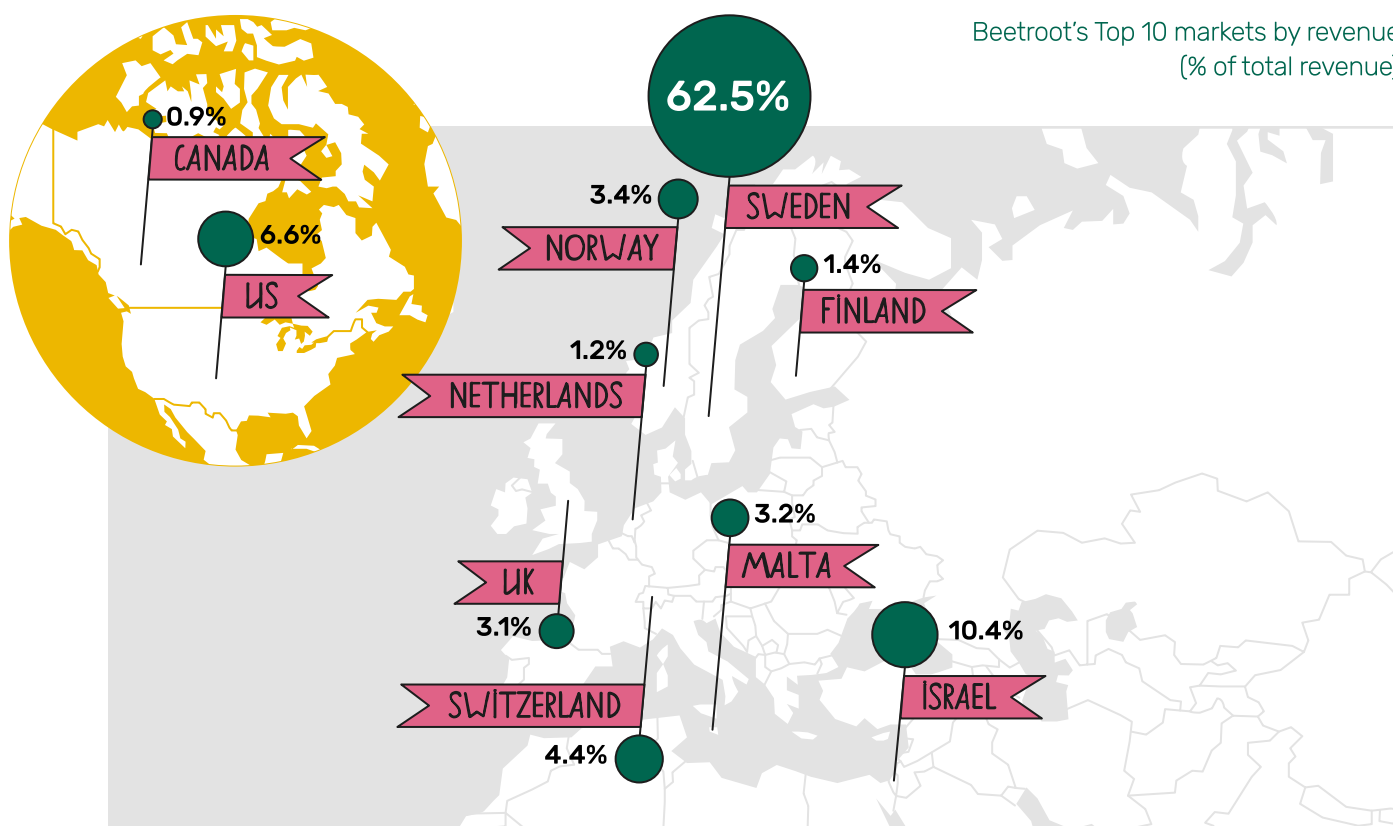 Beetroot's Top 10 markets by revenue
(% of total revenue)
62.5%
SWEDEN
0.9%
CANADA
6.6%
US
3.4%
NORWAY
1.4%
FINLAND
1.2%
NETHERLANDS
3.2%
MALTA
UK
3.1%
10.4%
ISRAEL
SWITZERLAND
4.4%